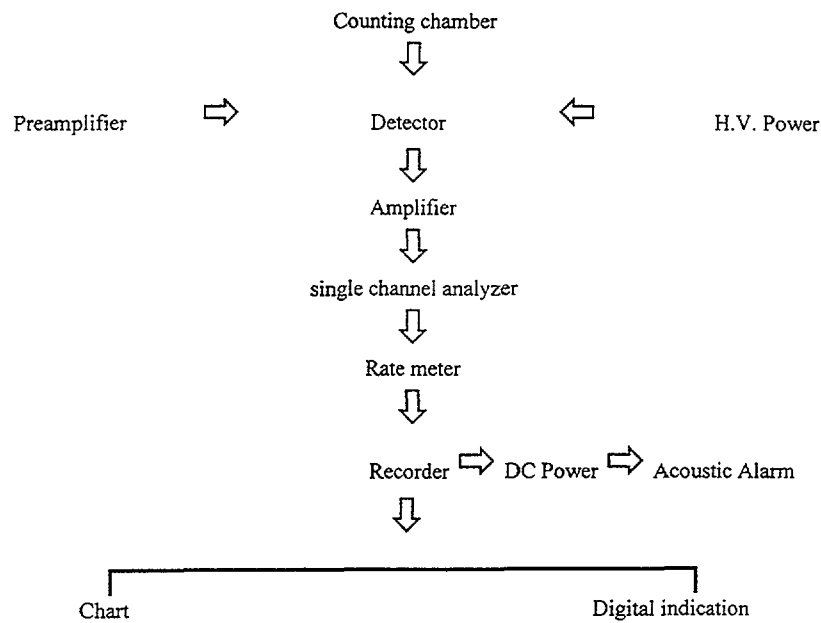 Counting chamber
Preamplifier Detector H.V. Power
Amplifier
single channel analyzer
Rate meter
Recorder DC Power Acoustic Alarm
Chart Digital indication